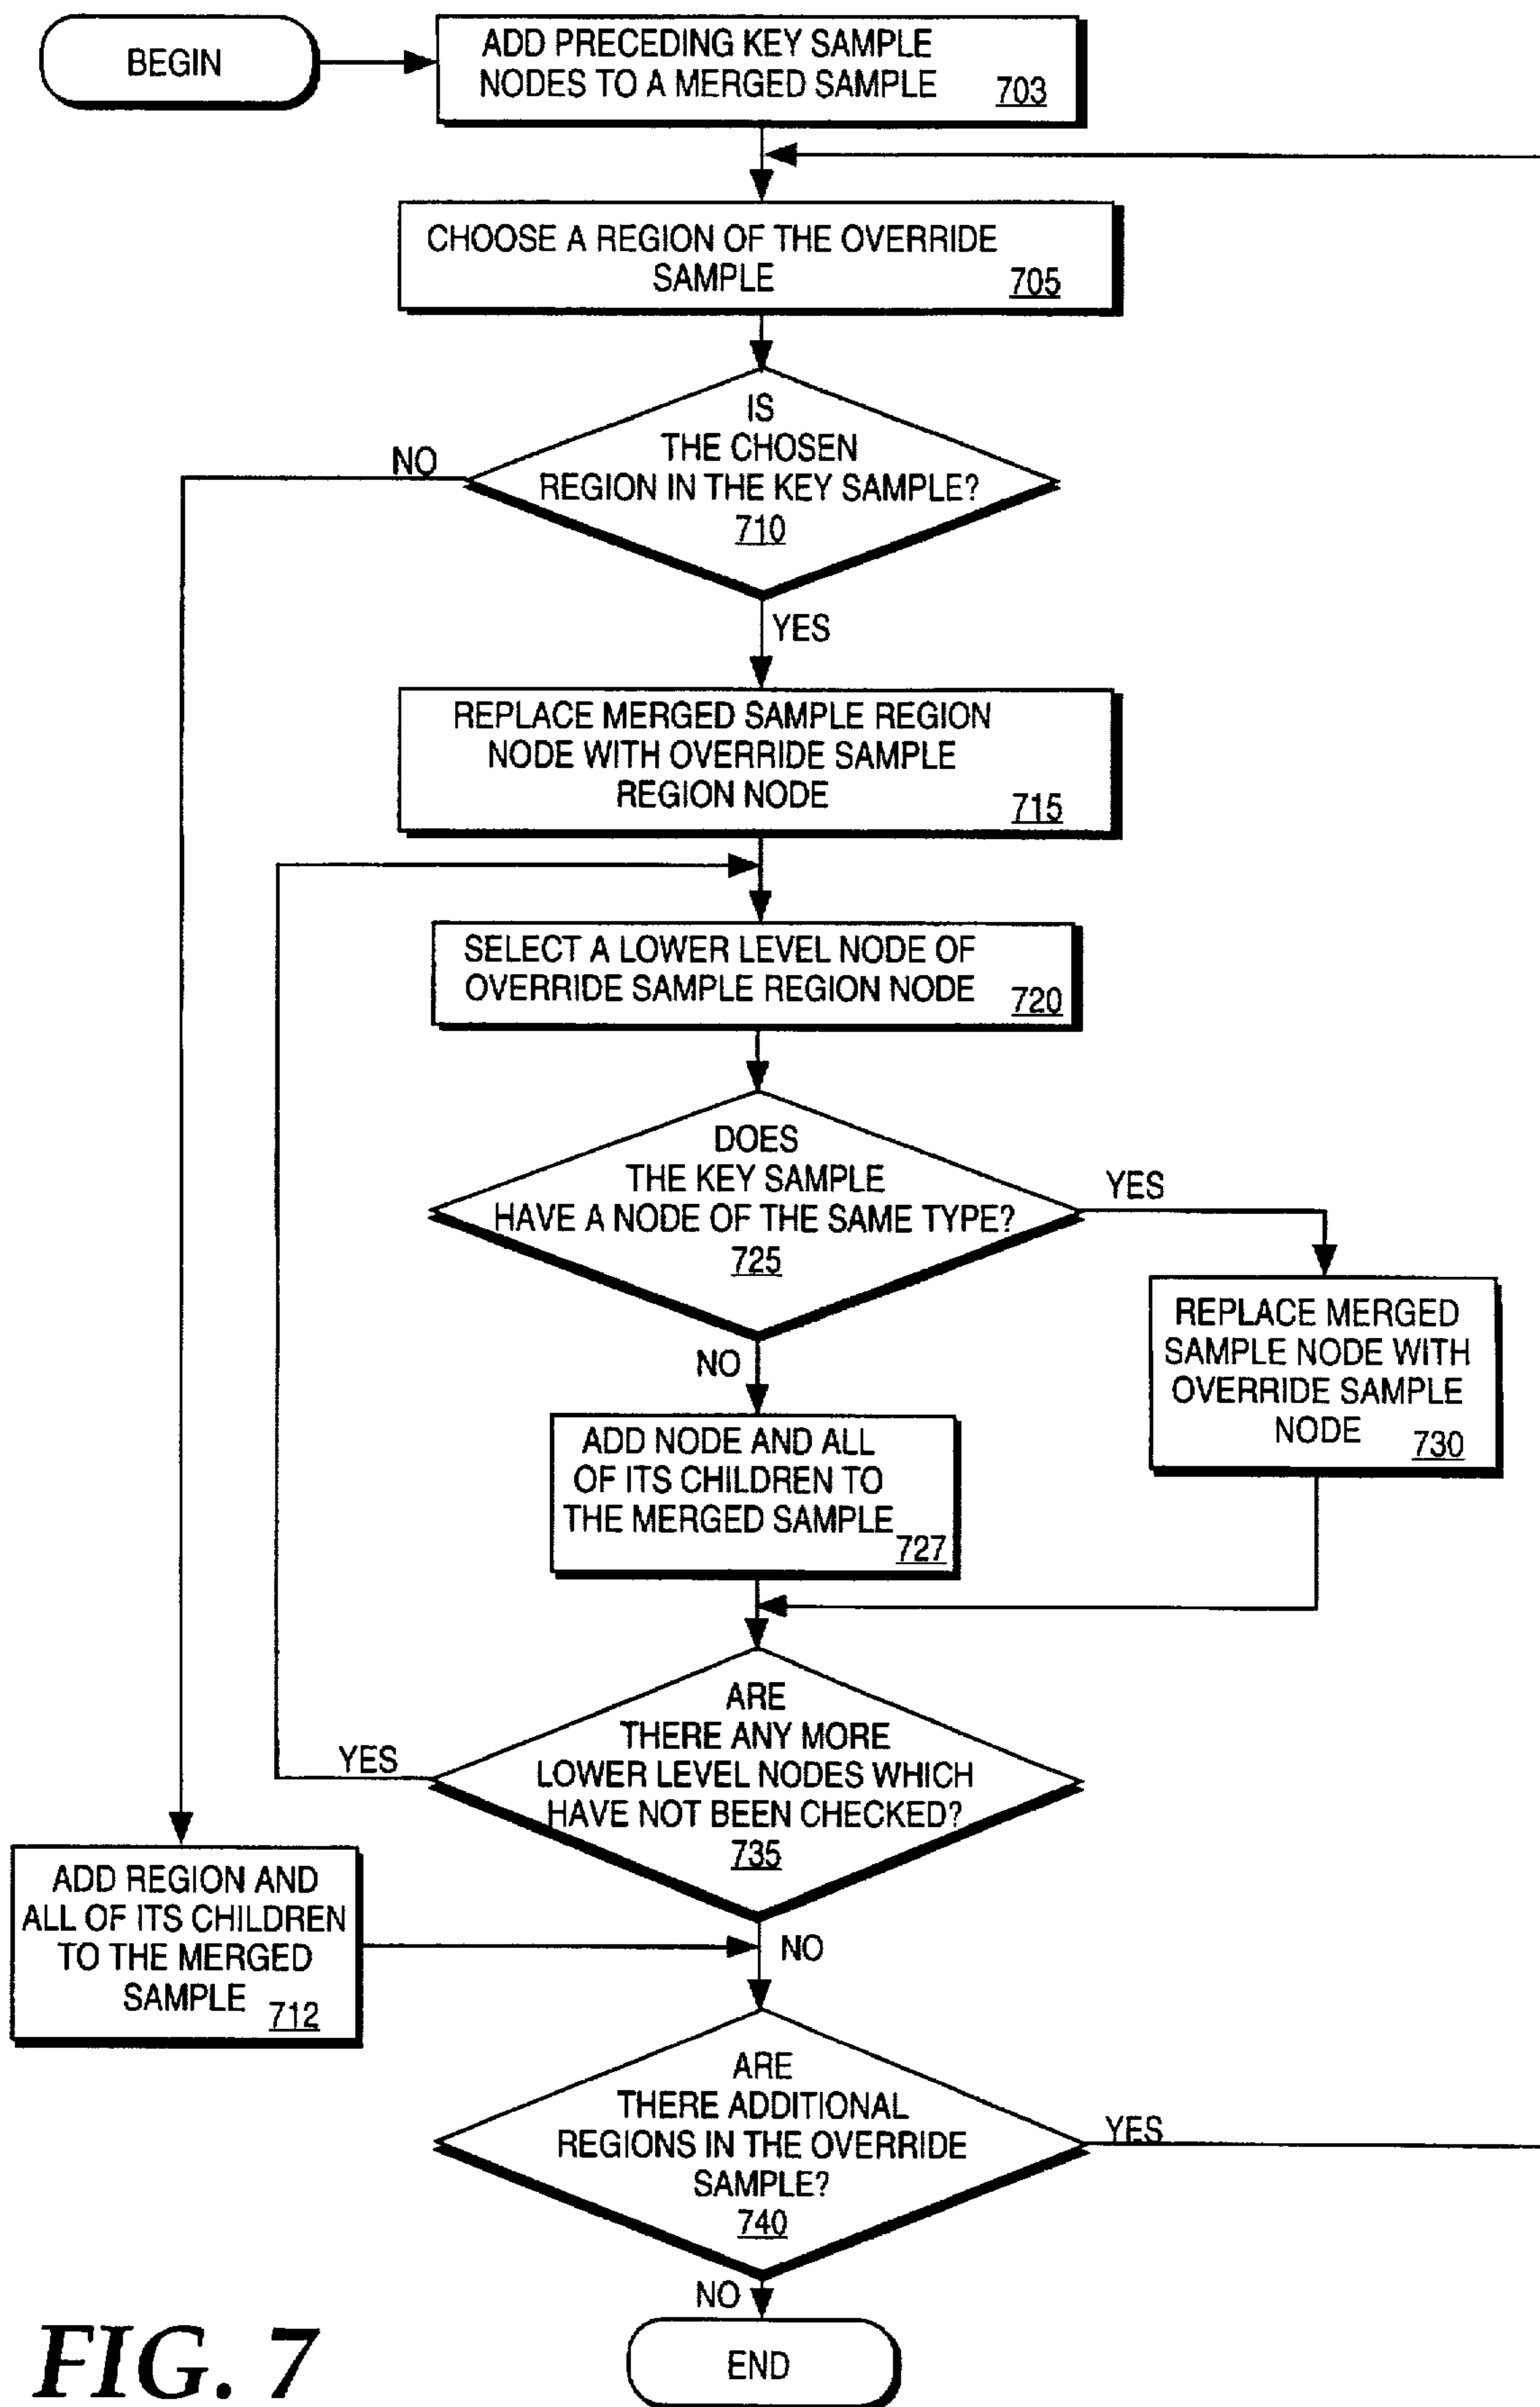 BEGIN
ADD PRECEDING KEY SAMPLE
NODES TO A MERGED SAMPLE 703
CHOOSE A REGION OF THE OVERRIDE
SAMPLE 705
IS
THE CHOSEN
REGION IN THE KEY SAMPLE?
710
NO
YES
REPLACE MERGED SAMPLE REGION
NODE WITH OVERRIDE SAMPLE
REGION NODE 715
SELECT A LOWER LEVEL NODE OF
OVERRIDE SAMPLE REGION NODE 720
DOES
THE KEY SAMPLE
HAVE A NODE OF THE SAME TYPE?
725
YES
NO
REPLACE MERGED
SAMPLE NODE WITH
OVERRIDE SAMPLE
NODE 730
ADD NODE AND ALL
OF ITS CHILDREN TO
THE MERGED SAMPLE
727
ARE
THERE ANY MORE
LOWER LEVEL NODES WHICH
HAVE NOT BEEN CHECKED?
735
YES
NO
ADD REGION AND
ALL OF ITS CHILDREN
TO THE MERGED
SAMPLE 712
ARE
THERE ADDITIONAL
REGIONS IN THE OVERRIDE
SAMPLE?
740
YES
NO
END
FIG. 7